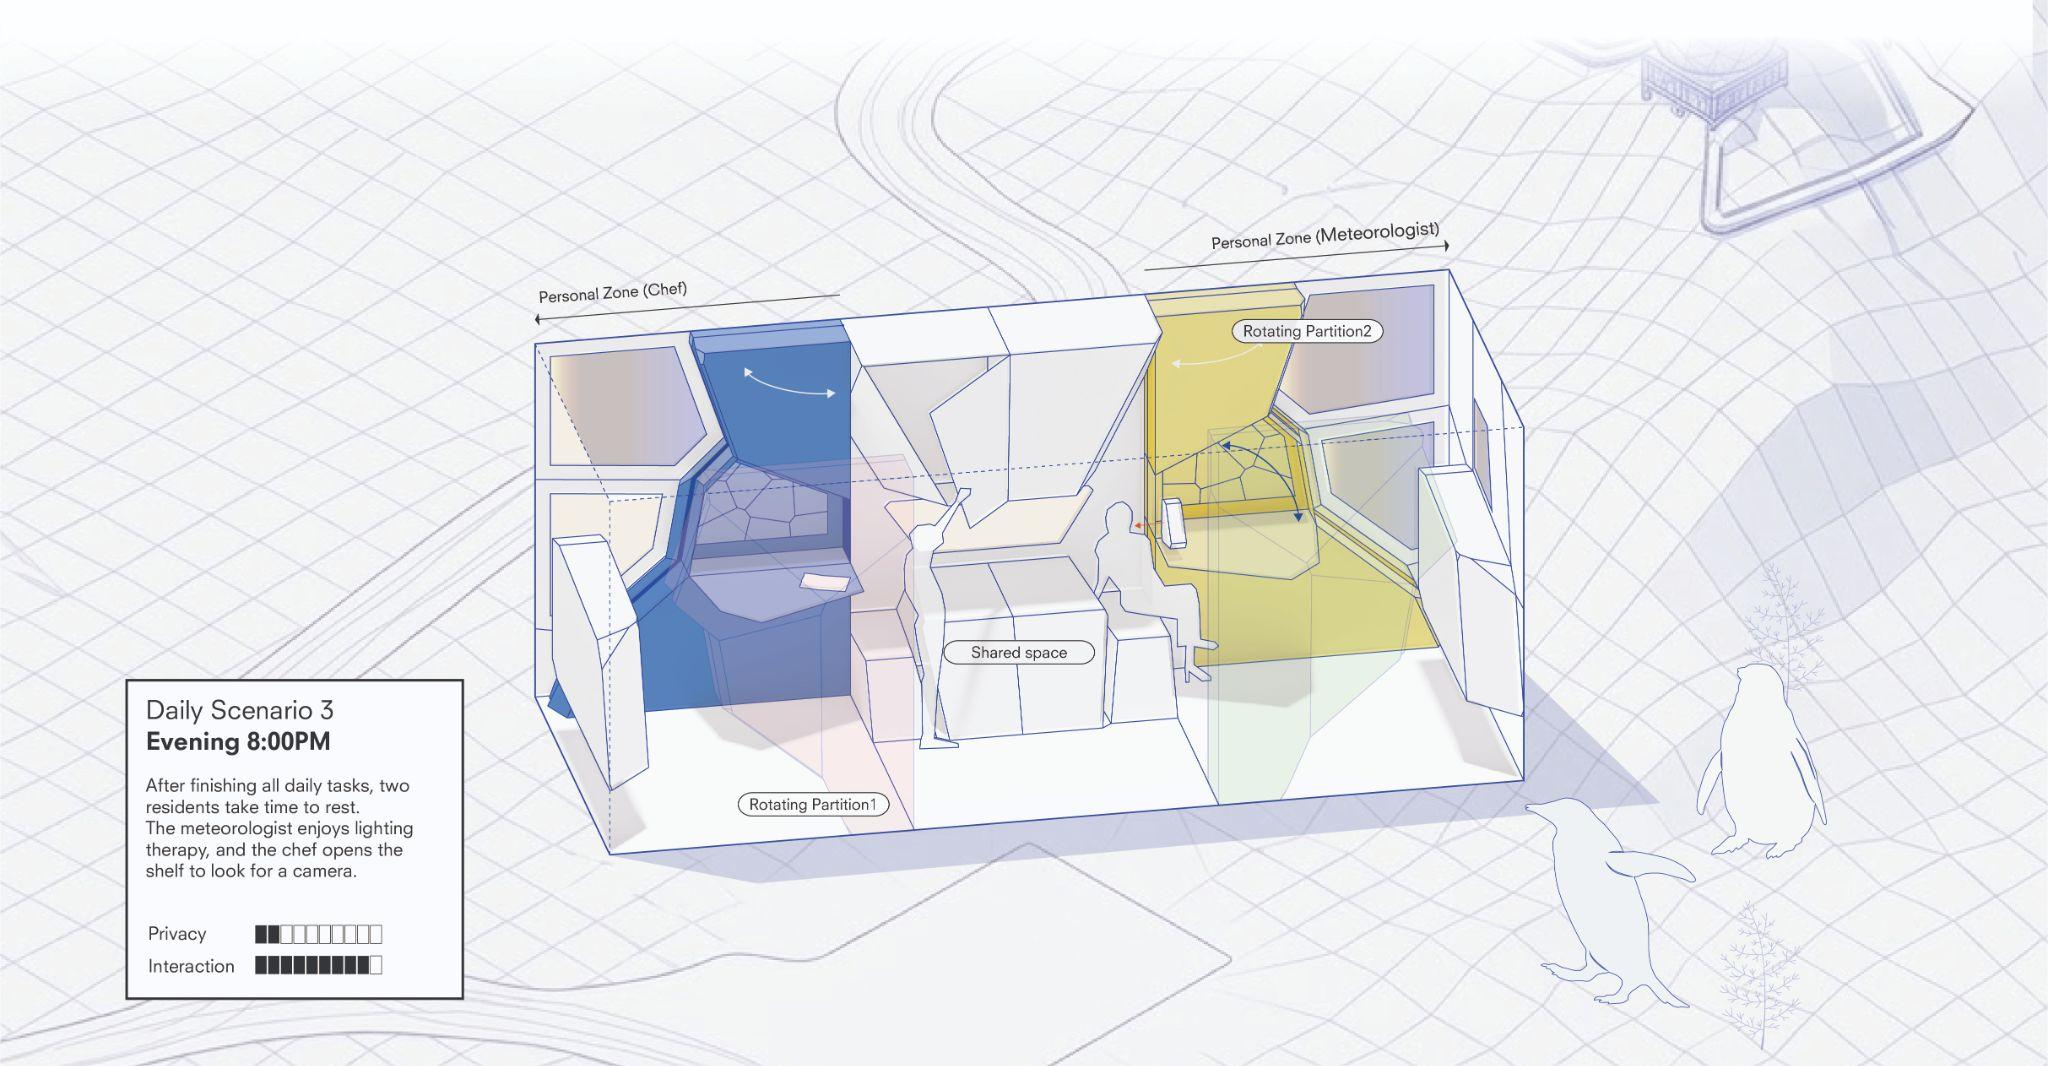 Personal Zone (Meteorologist)
Personal Zone (Chef)
Rotating Partition2
Shared space
Rotating Partition1
Daily Scenario 3
Evening 8:00PM
After finishing all daily tasks, two
residents take time to rest.
The meteorologist enjoys lighting
therapy, and the chef opens the
shelf to look for a camera.
Privacy
Interaction